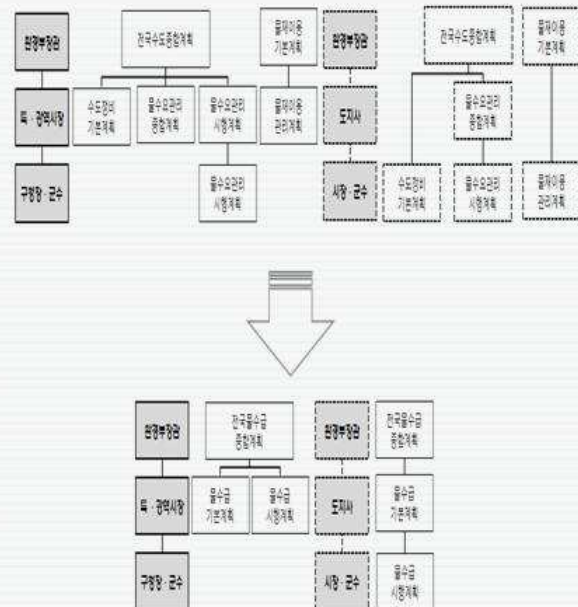 환경부장관
전국수도종합계획
물재이용
기본계획
환경부장관
전국수도종합계획
물재이용
기본계획
특 · 광역시장
수도정비
기본계획
물수요관리
종합계획
물수요관리
시행계획
물재이용
관리계획
도지사
물수요관리
종합계획
구청장 · 군수
물수요관리
시행계획
시장 · 군수
수도정비
기본계획
물수요관리
시행계획
물재이용
관리계획
환경부장관
전국물수급
종합계획
환경부장관
전국물수급
종합계획
특 · 광역시장
물수급
기본계획
물수급
시행계획
도지사
물수급
기본계획
구청장 · 군수
시장 · 군수
물수급
시행계획